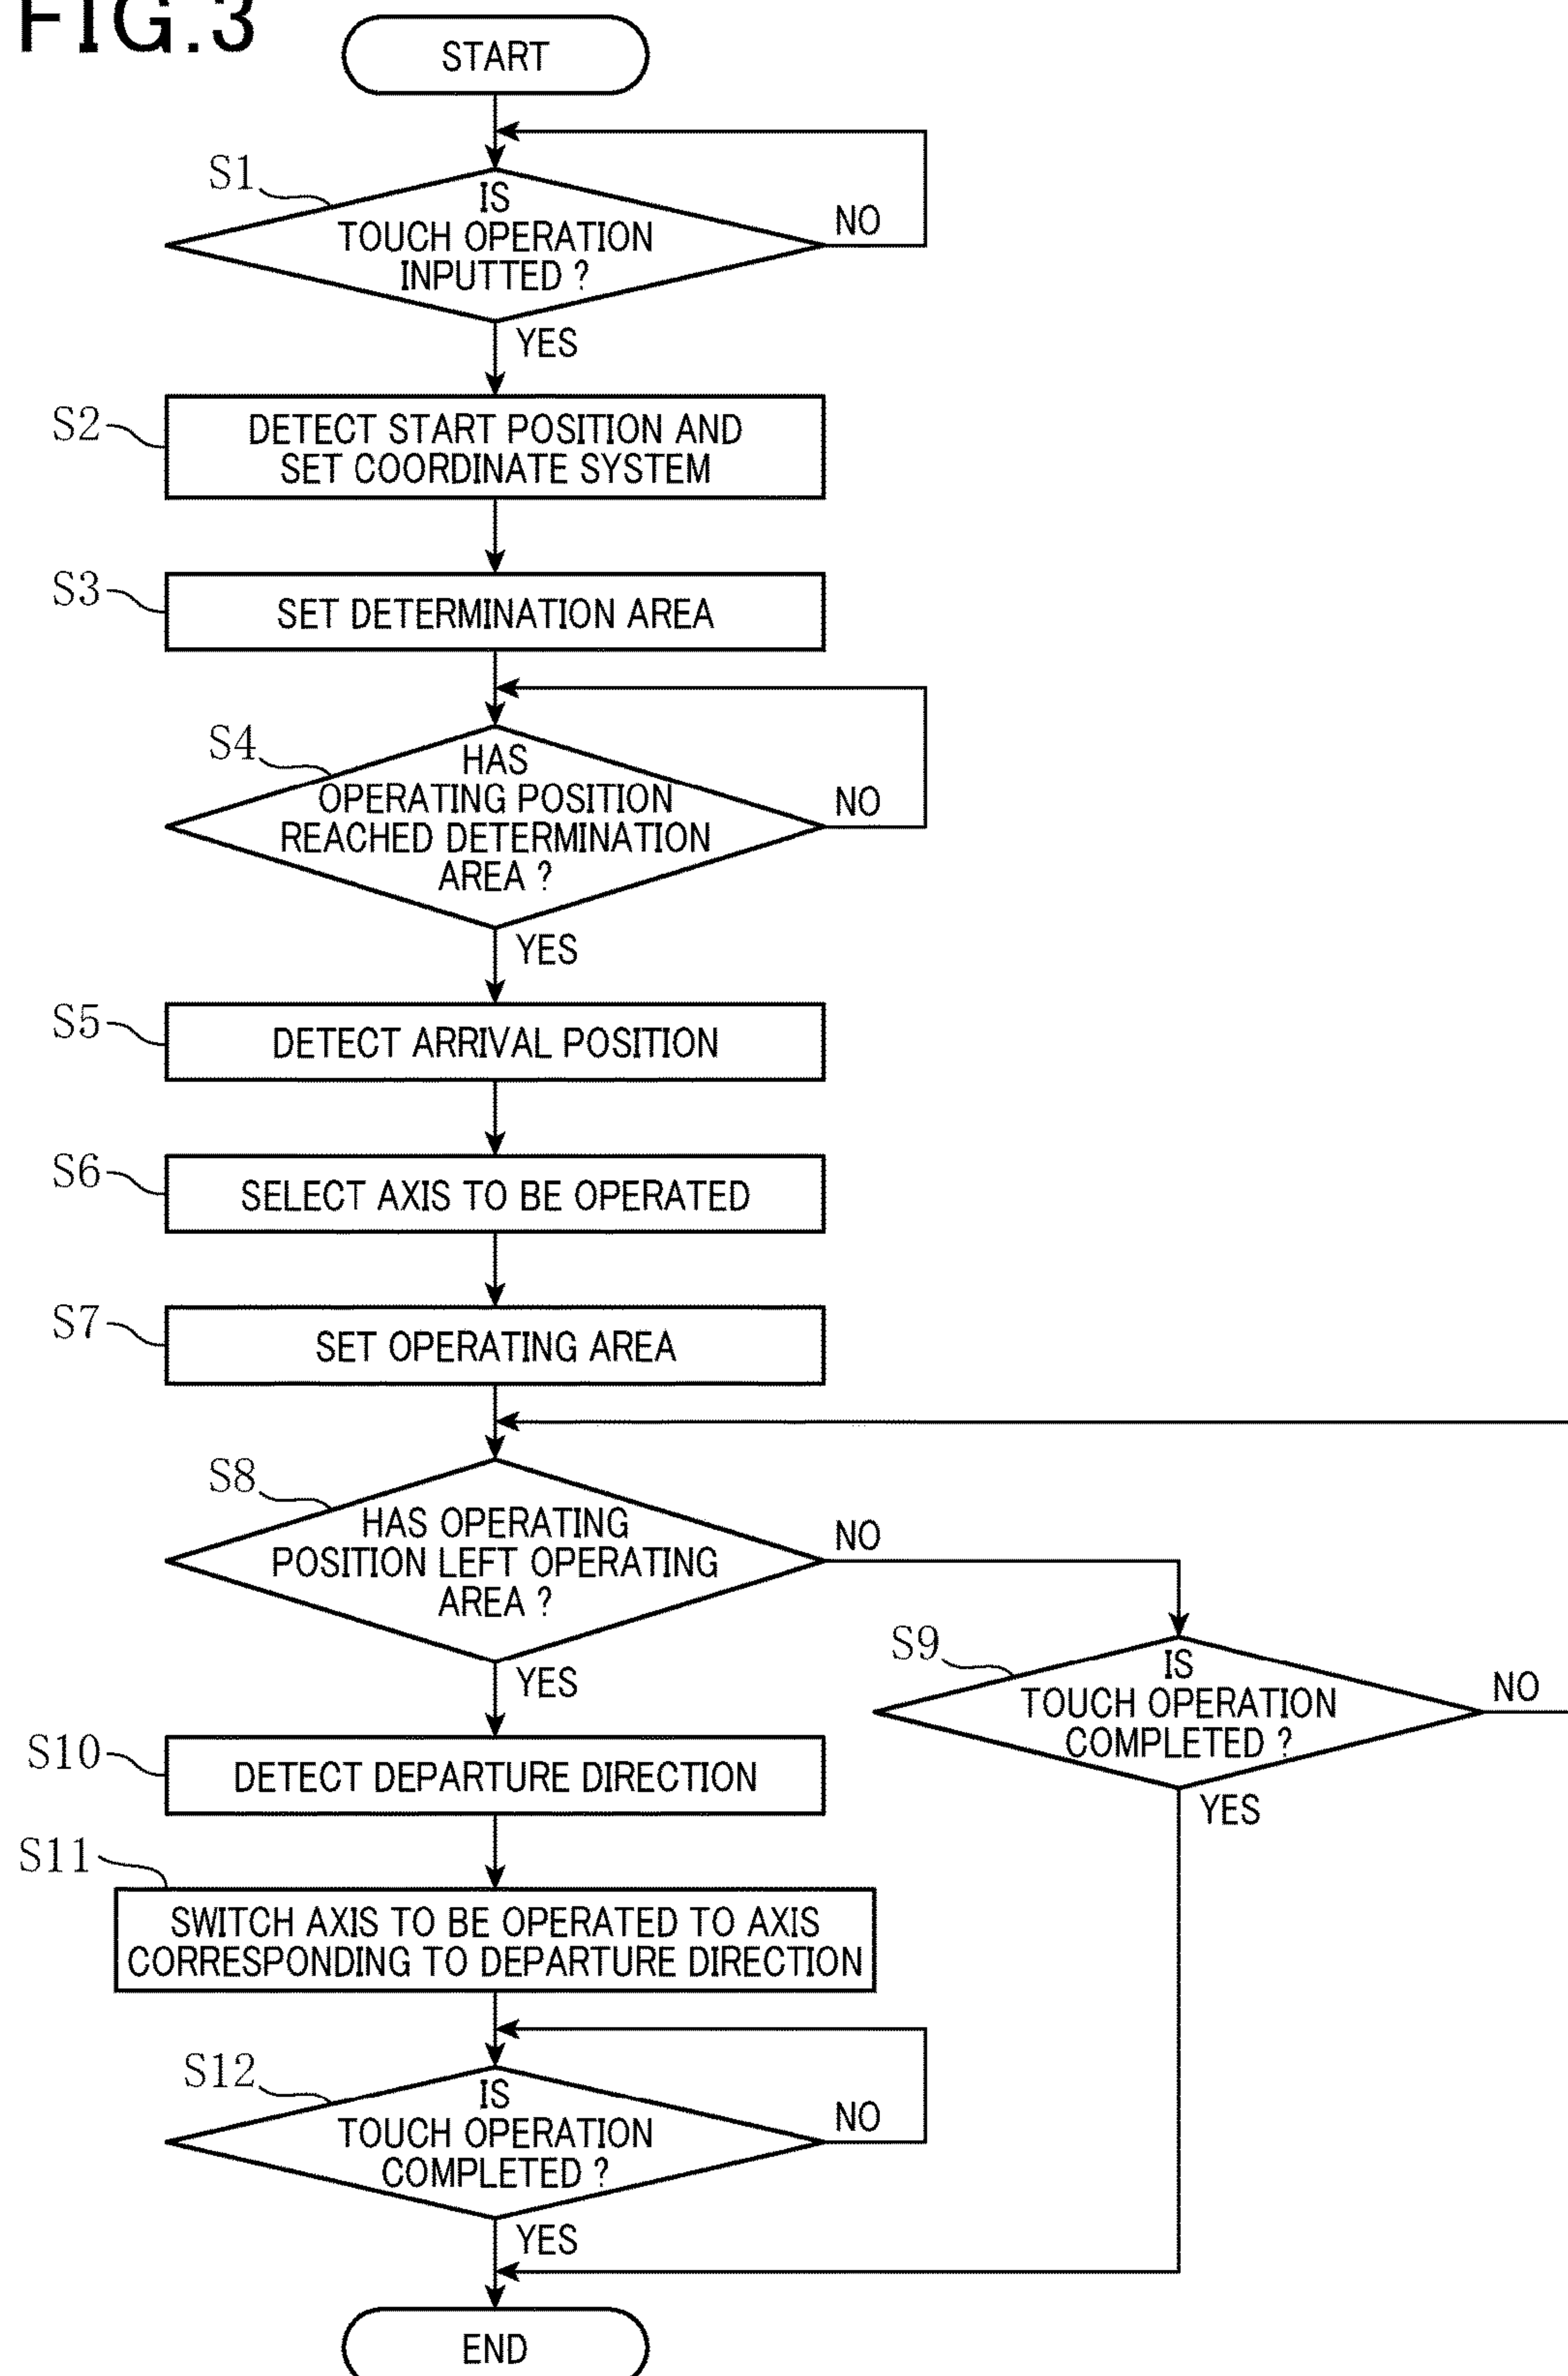 FIG.3
START
S1
IS
TOUCH OPERATION
INPUTTED ?
NO
YES
S2
DETECT START POSITION AND
SET COORDINATE SYSTEM
S3
SET DETERMINATION AREA
S4
HAS
OPERATING POSITION
REACHED DETERMINATION
AREA ?
NO
YES
S5
DETECT ARRIVAL POSITION
S6
SELECT AXIS TO BE OPERATED
S7
SET OPERATING AREA
S8
HAS OPERATING
POSITION LEFT OPERATING
AREA ?
NO
YES
S9
IS
TOUCH OPERATION
COMPLETED ?
NO
YES
S10
DETECT DEPARTURE DIRECTION
S11
SWITCH AXIS TO BE OPERATED TO AXIS
CORRESPONDING TO DEPARTURE DIRECTION
S12
IS
TOUCH OPERATION
COMPLETED ?
NO
YES
END